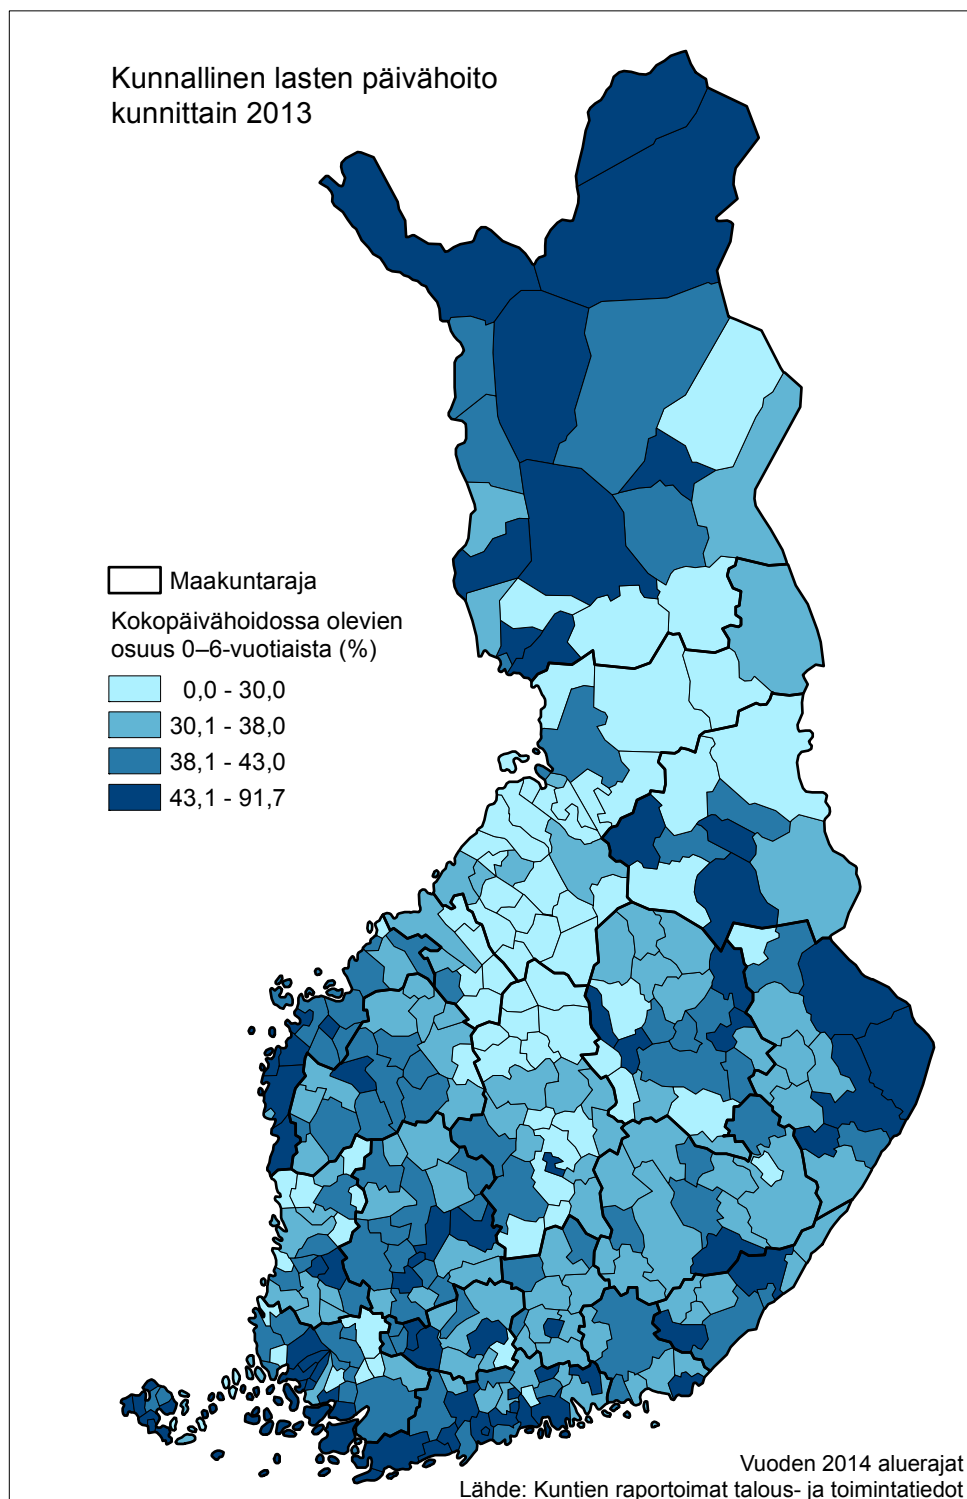 Kunnallinen lasten päivähoito
kunnittain 2013
Maakuntaraja
Kokopäivähoidossa olevien
osuus 0–6-vuotiaista (%)
0,0 - 30,0
30,1 - 38,0
38,1 - 43,0
43,1 - 91,7
Vuoden 2014 aluerajat
Lähde: Kuntien raportoimat talous- ja toimintatiedot